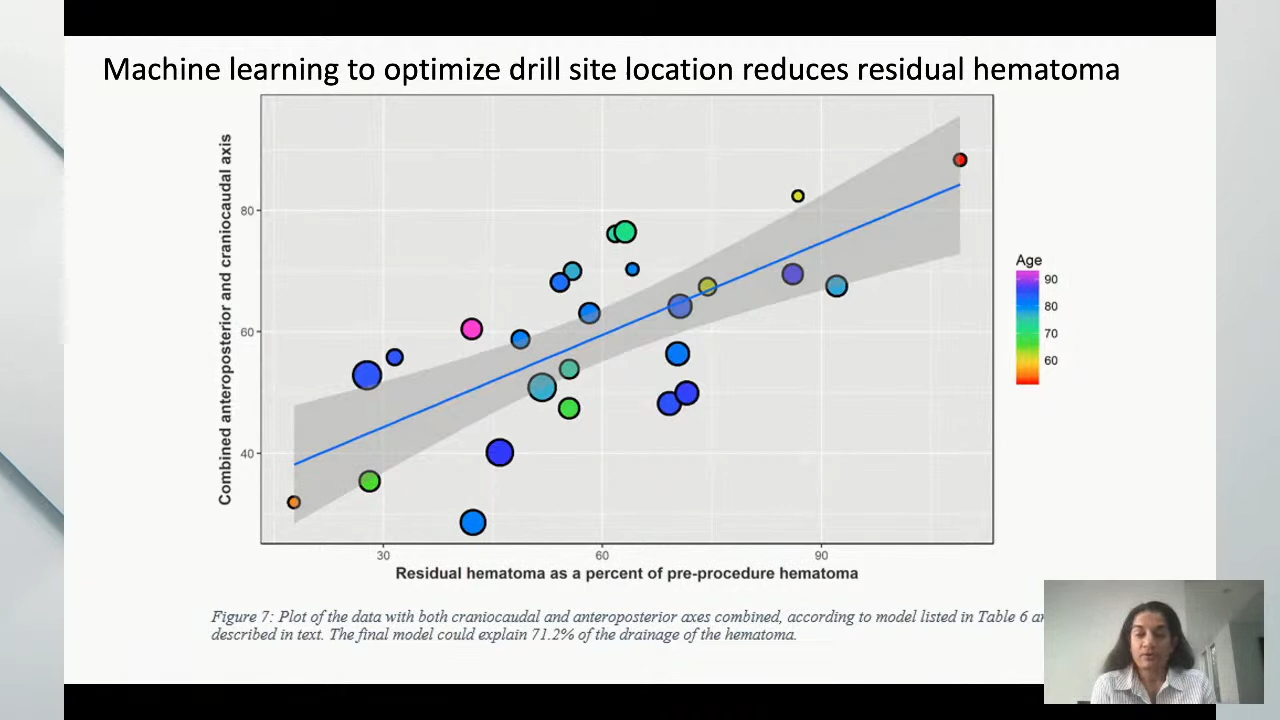 Machine learning to optimize drill site location reduces residual hematoma
Combined anteroposterior and craniocaudal axis
80
60
40
30
60
90
Residual hematoma as a percent of pre-procedure hematoma
Age
90
80
70
60
Figure 7: Plot of the data with both craniocaudal and anteroposterior axes combined, according to model listed in Table 6
described in text. The final model could explain 71.2% of the drainage of the hematoma.